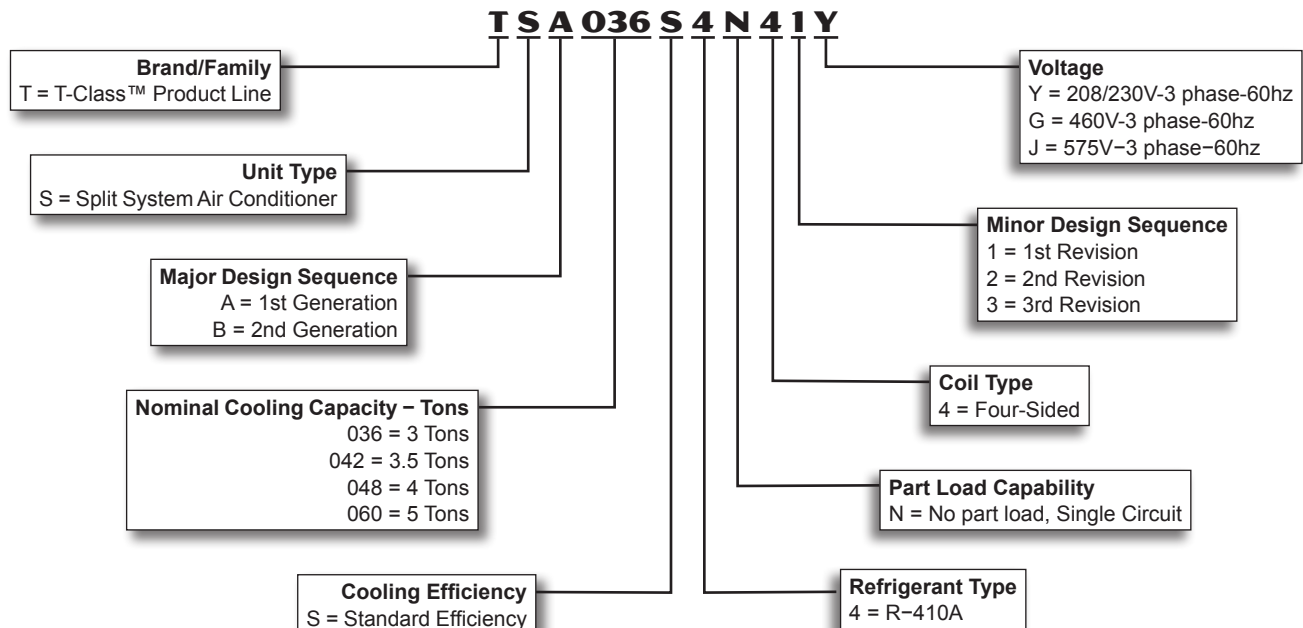 T S A 036 S 4 N 4 1 Y
Brand/Family
T = T-Class™ Product Line
Unit Type
S = Split System Air Conditioner
Major Design Sequence
A = 1st Generation
B = 2nd Generation
Nominal Cooling Capacity − Tons
036 = 3 Tons
042 = 3.5 Tons
048 = 4 Tons
060 = 5 Tons
Cooling Efficiency
S = Standard Efficiency
Voltage
Y = 208/230V-3 phase-60hz
G = 460V-3 phase-60hz
J = 575V−3 phase−60hz
Minor Design Sequence
1 = 1st Revision
2 = 2nd Revision
3 = 3rd Revision
Coil Type
4 = Four-Sided
Part Load Capability
N = No part load, Single Circuit
Refrigerant Type
4 = R−410A